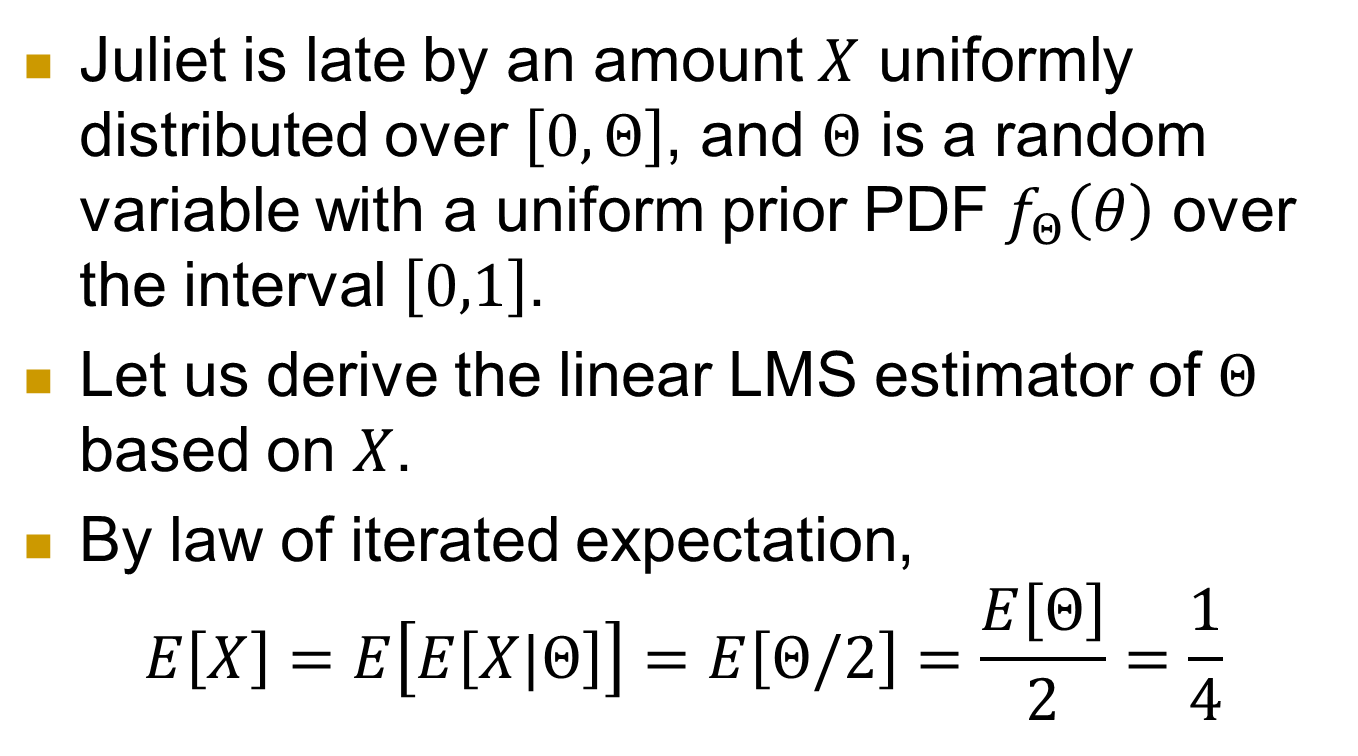 ■ Juliet is late by an amount X uniformly
distributed over [0, Θ], and Θ is a random
variable with a uniform prior PDF f_Θ(θ) over
the interval [0,1].
■ Let us derive the linear LMS estimator of Θ
based on X.
■ By law of iterated expectation,
E[X] = E[E[X|Θ]] = E[Θ/2] = E[Θ]/2 = 1/4